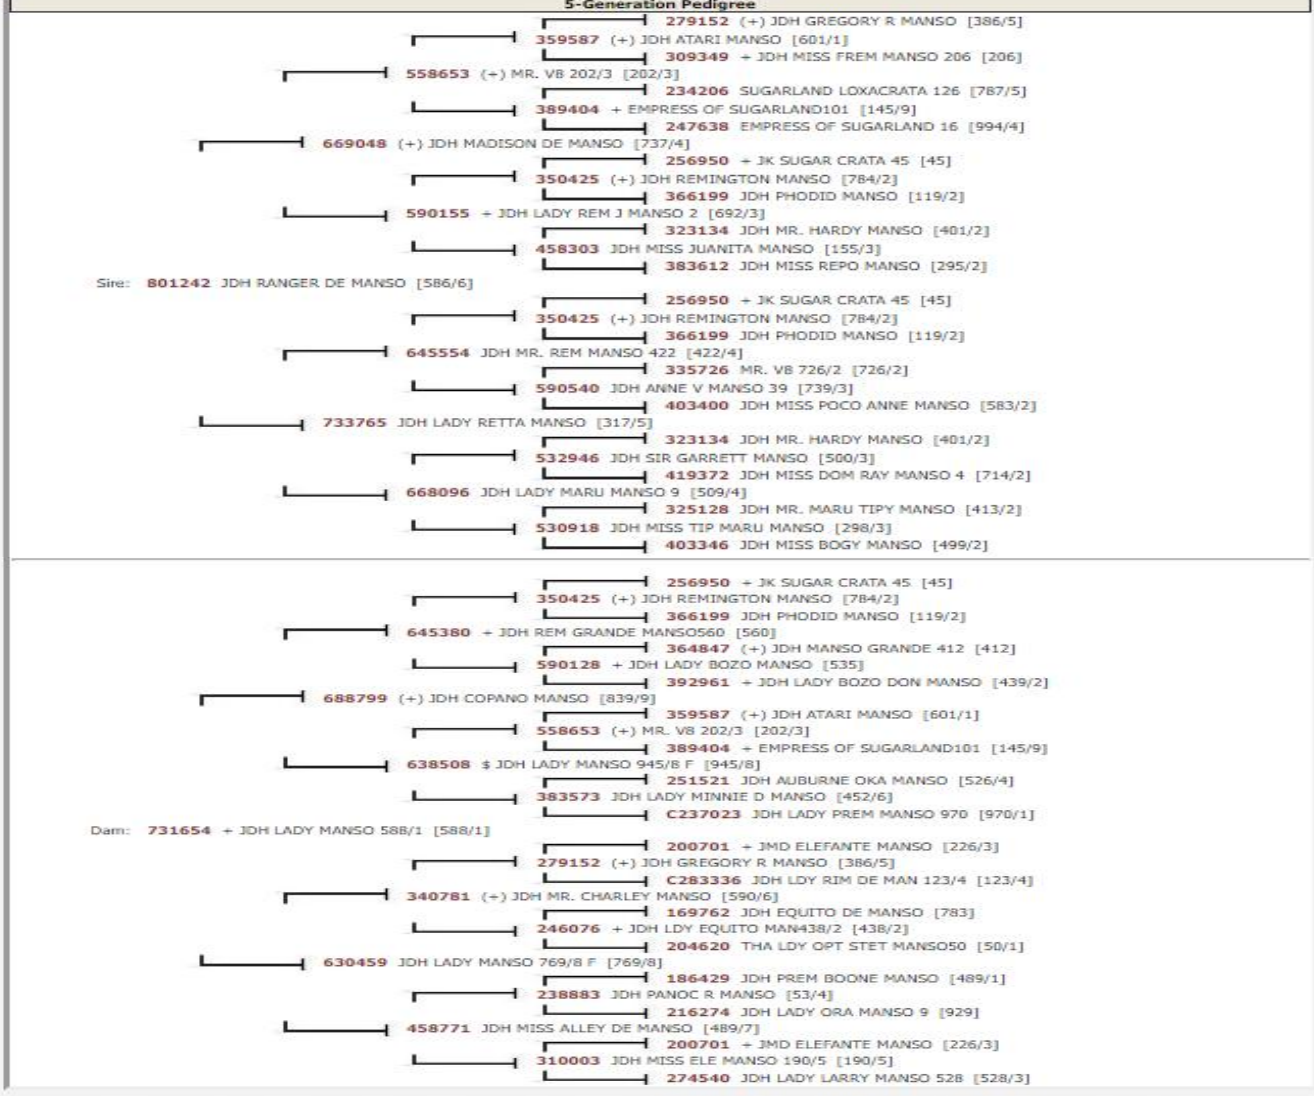 5-Generation Pedigree
279152 (+) JDH GREGORY R MANSO [386/5]
359587 (+) JDH ATARI MANSO [601/1]
309349 + JDH MISS FREM MANSO 206 [206]
558653 (+) MR. V8 202/3 [202/3]
234206 SUGARLAND LOXACRATA 126 [787/5]
389404 + EMPRESS OF SUGARLAND101 [145/9]
247638 EMPRESS OF SUGARLAND 16 [994/4]
669048 (+) JDH MADISON DE MANSO [737/4]
256950 + JK SUGAR CRATA 45 [45]
350425 (+) JDH REMINGTON MANSO [784/2]
366199 JDH PHODID MANSO [119/2]
590155 + JDH LADY REM J MANSO 2 [692/3]
323134 JDH MR. HARDY MANSO [401/2]
458303 JDH MISS JUANITA MANSO [155/3]
383612 JDH MISS REPO MANSO [295/2]
Sire: 801242 JDH RANGER DE MANSO [586/6]
256950 + JK SUGAR CRATA 45 [45]
350425 (+) JDH REMINGTON MANSO [784/2]
366199 JDH PHODID MANSO [119/2]
645554 JDH MR. REM MANSO 422 [422/4]
335726 MR. V8 726/2 [726/2]
590540 JDH ANNE V MANSO 39 [739/3]
403400 JDH MISS POCO ANNE MANSO [583/2]
733765 JDH LADY RETTA MANSO [317/5]
323134 JDH MR. HARDY MANSO [401/2]
532946 JDH SIR GARRETT MANSO [500/3]
419372 JDH MISS DOM RAY MANSO 4 [714/2]
668096 JDH LADY MARU MANSO 9 [509/4]
325128 JDH MR. MARU TIPY MANSO [413/2]
530918 JDH MISS TIP MARU MANSO [298/3]
403346 JDH MISS BOGY MANSO [499/2]
256950 + JK SUGAR CRATA 45 [45]
350425 (+) JDH REMINGTON MANSO [784/2]
366199 JDH PHODID MANSO [119/2]
645380 + JDH REM GRANDE MANSO560 [560]
364847 (+) JDH MANSO GRANDE 412 [412]
590128 + JDH LADY BOZO MANSO [535]
392961 + JDH LADY BOZO DON MANSO [439/2]
688799 (+) JDH COPANO MANSO [839/9]
359587 (+) JDH ATARI MANSO [601/1]
558653 (+) MR. V8 202/3 [202/3]
389404 + EMPRESS OF SUGARLAND101 [145/9]
638508 $ JDH LADY MANSO 945/8 F [945/8]
251521 JDH AUBURNE OKA MANSO [526/4]
383573 JDH LADY MINNIE D MANSO [452/6]
C237023 JDH LADY PREM MANSO 970 [970/1]
Dam: 731654 + JDH LADY MANSO 588/1 [588/1]
200701 + JMD ELEFANTE MANSO [226/3]
279152 (+) JDH GREGORY R MANSO [386/5]
C283336 JDH LDY RIM DE MAN 123/4 [123/4]
340781 (+) JDH MR. CHARLEY MANSO [590/6]
169762 JDH EQUITO DE MANSO [783]
246076 + JDH LDY EQUITO MAN438/2 [438/2]
204620 THA LDY OPT STET MANSO50 [50/1]
630459 JDH LADY MANSO 769/8 F [769/8]
186429 JDH PREM BOONE MANSO [489/1]
238883 JDH PANOC R MANSO [53/4]
216274 JDH LADY ORA MANSO 9 [929]
458771 JDH MISS ALLEY DE MANSO [489/7]
200701 + JMD ELEFANTE MANSO [226/3]
310003 JDH MISS ELE MANSO 190/5 [190/5]
274540 JDH LADY LARRY MANSO 528 [528/3]